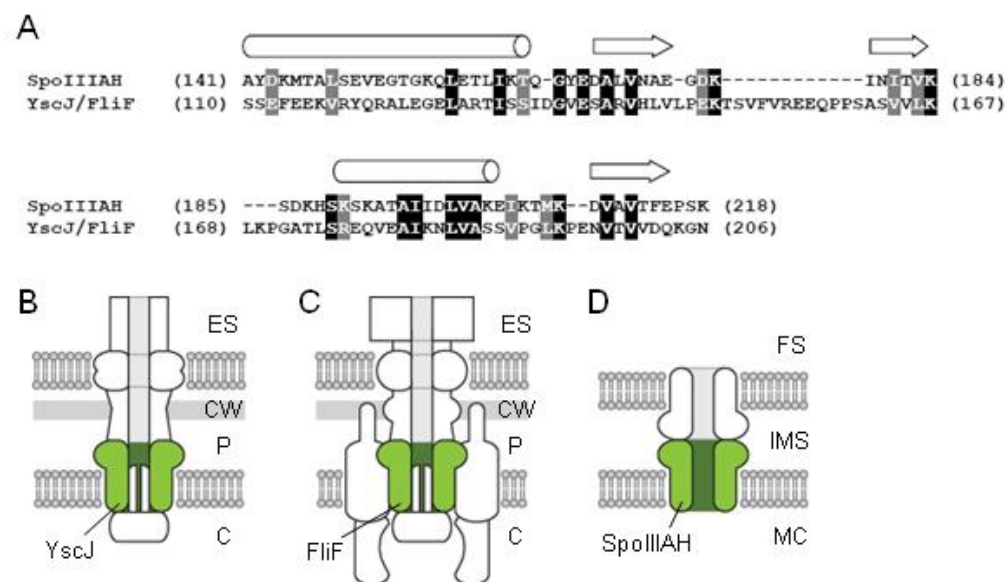 A
SpoIIIAH (141) AYDKMTALSEVEGTGKQLETLIKTQ-GYEDALVNAE-GDK------------INITVK (184)
YscJ/FliF (110) SSEFEEKVRYQRALEGELARTISSIDGVESARVHLVLPEKTSVFVREEQPPSASVVLK (167)
SpoIIIAH (185) ---SDKHSKSKATAIIDLVAKEIKTMK--DVAVTFEPSK (218)
YscJ/FliF (168) LKPGATLSREQVEAIKNLVASSVPGLKPENVTVVDQKGN (206)
B
ES
CW
P
C
YscJ
C
ES
CW
P
C
FliF
D
FS
IMS
MC
SpoIIIAH